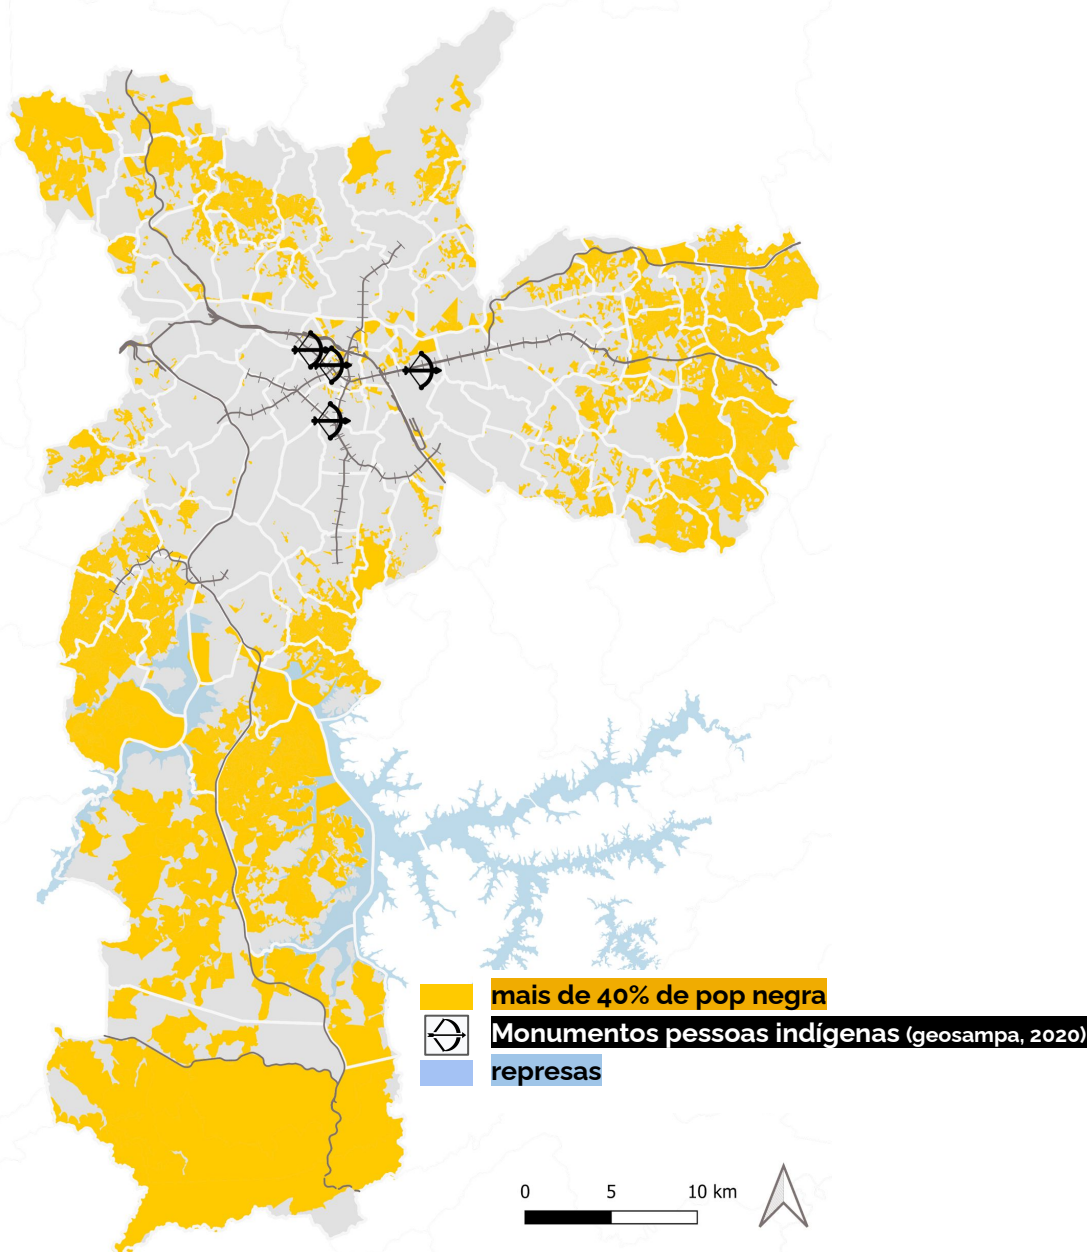 mais de 40% de pop negra
Monumentos pessoas indígenas (geosampa, 2020)
represas
0 5 10 km